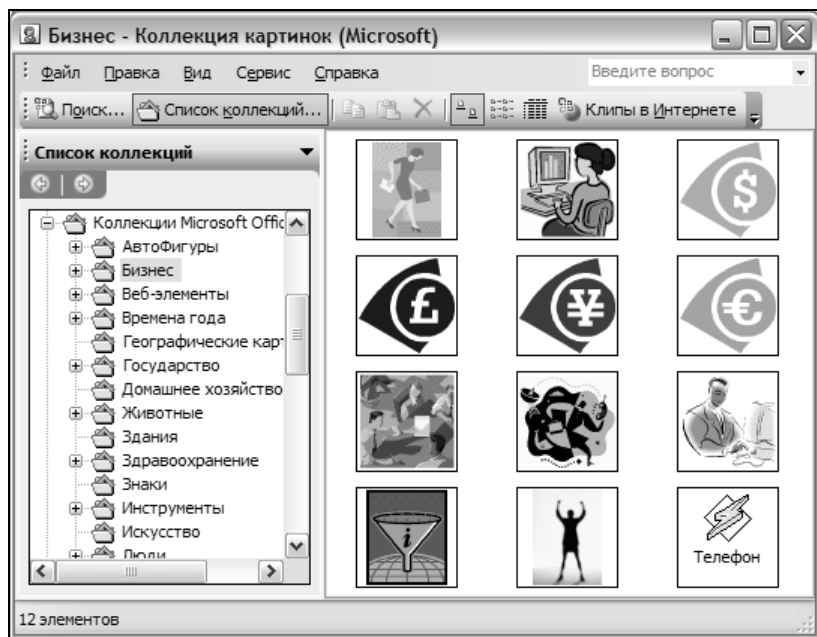 Бизнес - Коллекция картинок (Microsoft)
Файл Правка Вид Сервис Справка Введите вопрос
Поиск... Список коллекций... Клипы в Интернете
Список коллекций
Коллекции Microsoft Offic
АвтоФигуры
Бизнес
Веб-элементы
Времена года
Географические кар
Государство
Домашнее хозяйство
Животные
Здания
Здравоохранение
Знаки
Инструменты
Искусство
Люди
$
£ ¥ €
i
Телефон
12 элементов